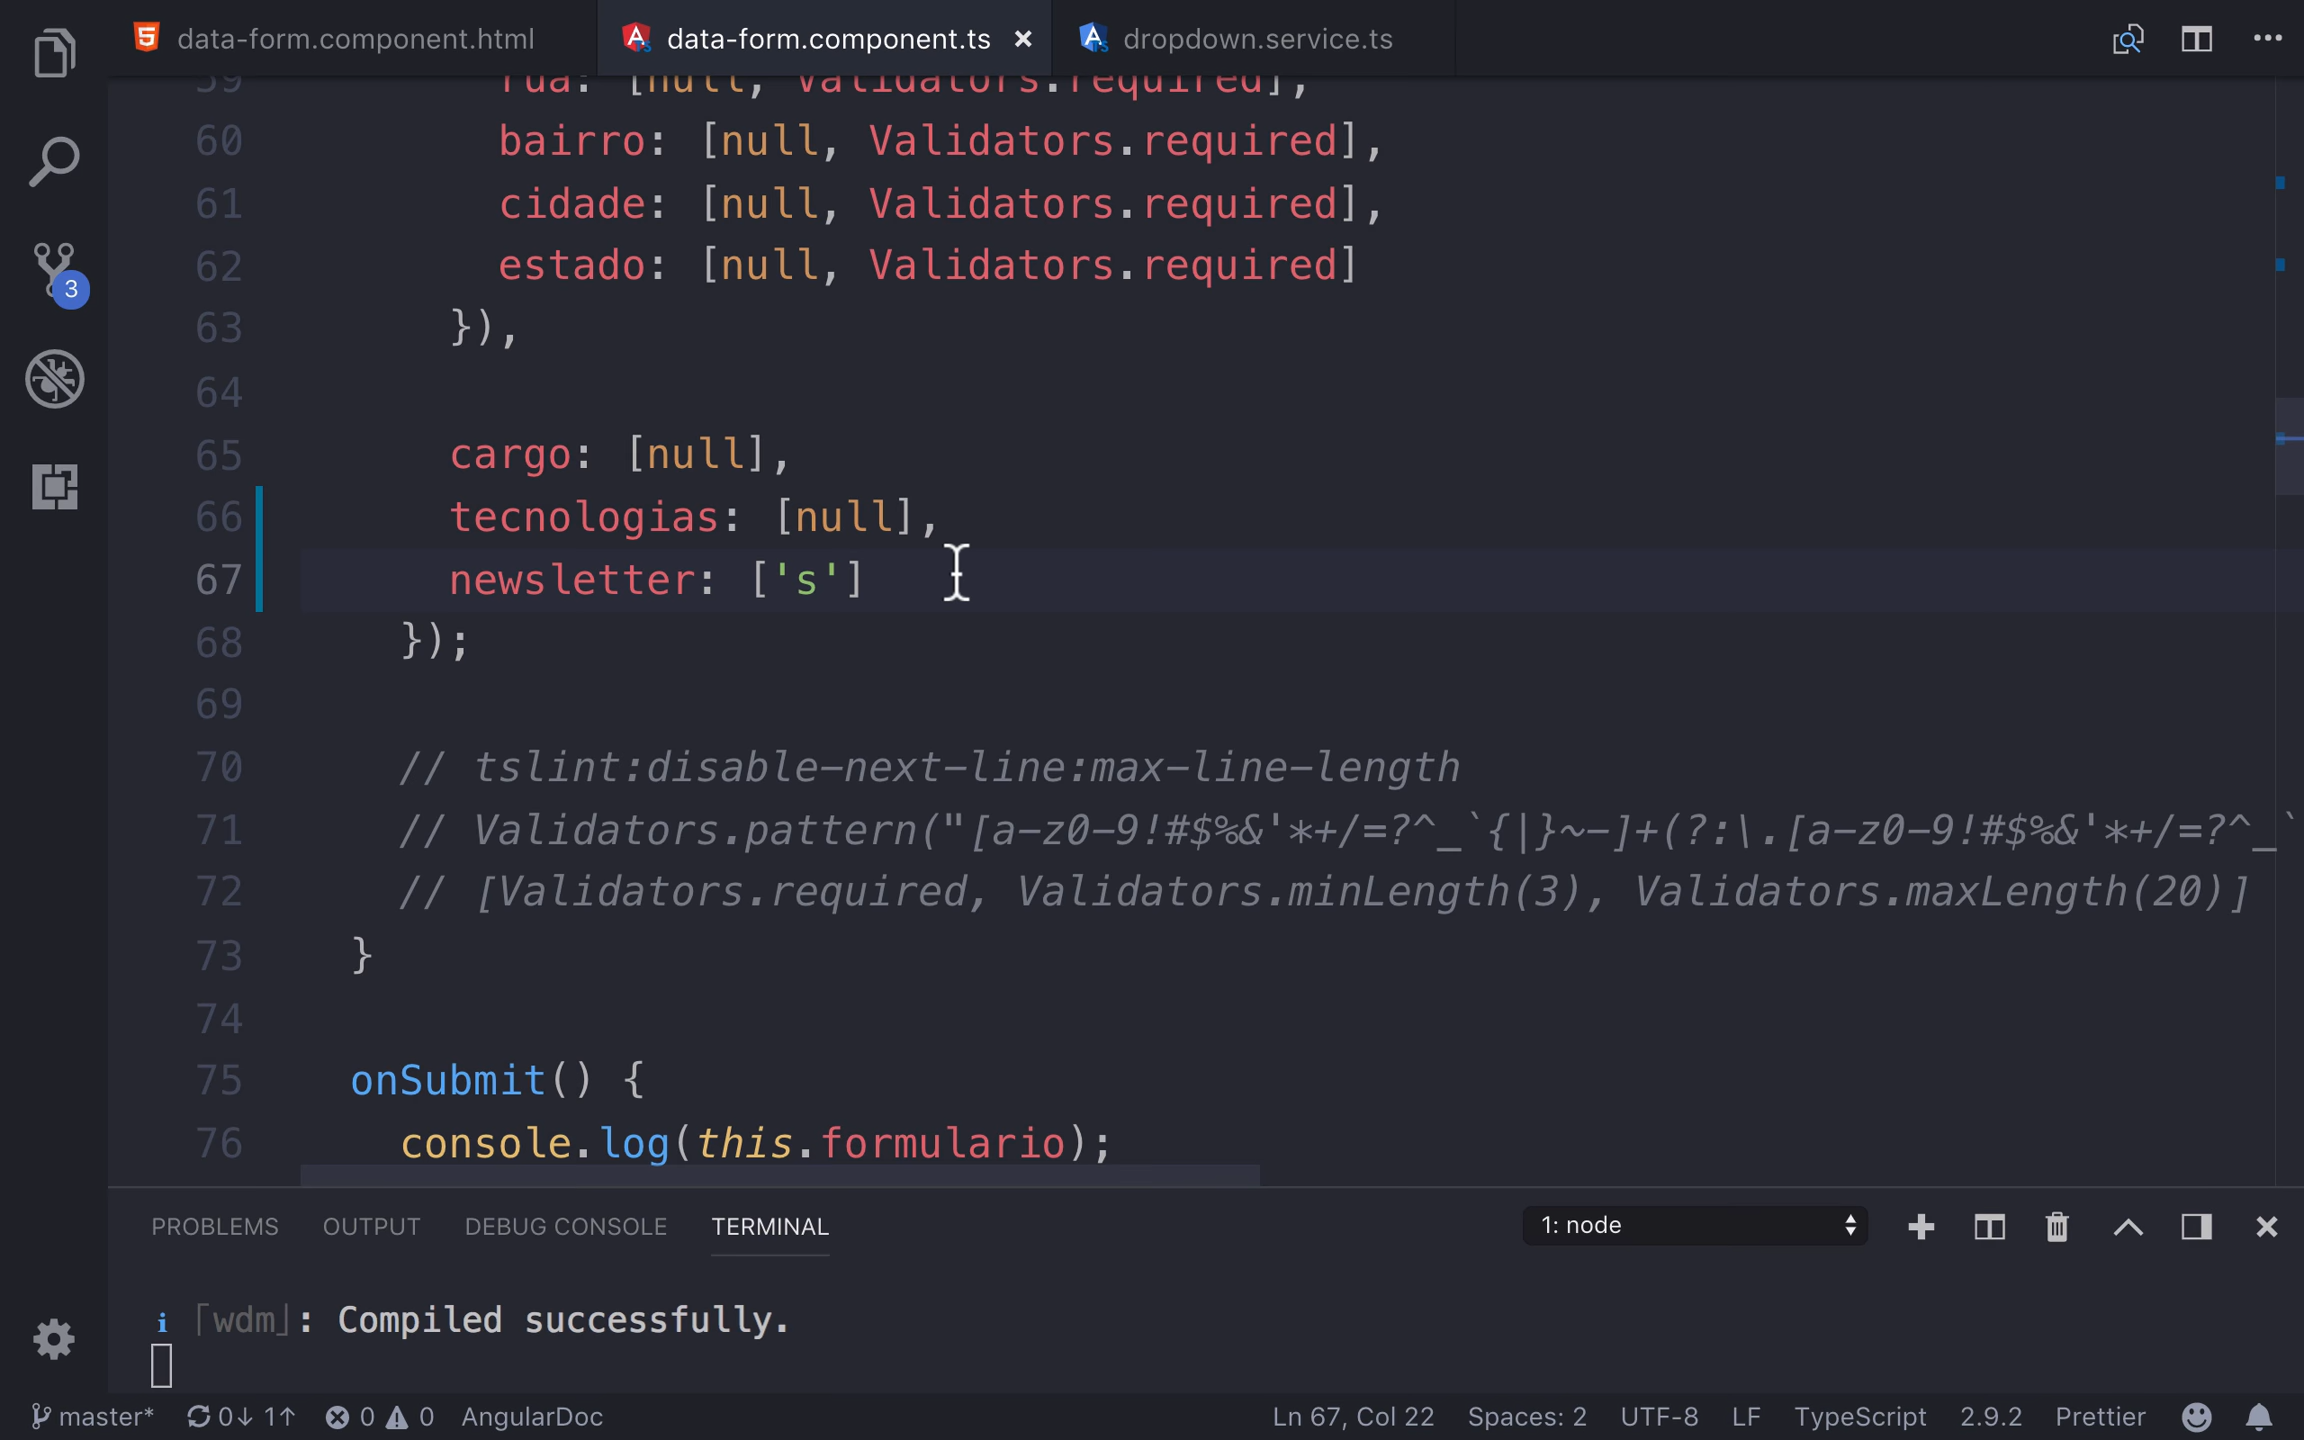 data-form.component.html data-form.component.ts dropdown.service.ts
59 rua: [null, Validators.required],
60 bairro: [null, Validators.required],
61 cidade: [null, Validators.required],
62 estado: [null, Validators.required]
63 }),
64
65 cargo: [null],
66 tecnologias: [null],
67 newsletter: ['s']
68 });
69
70 // tslint:disable-next-line:max-line-length
71 // Validators.pattern("[a-z0-9!#$%&'*+/=?^_`{|}~-]+(?:\.[a-z0-9!#$%&'*+/=?^_`
72 // [Validators.required, Validators.minLength(3), Validators.maxLength(20)]
73 }
74
75 onSubmit() {
76 console.log(this.formulario);
3
PROBLEMS OUTPUT DEBUG CONSOLE TERMINAL 1: node
i ｢wdm｣: Compiled successfully.
master* 0↓ 1↑ 0 0 AngularDoc Ln 67, Col 22 Spaces: 2 UTF-8 LF TypeScript 2.9.2 Prettier